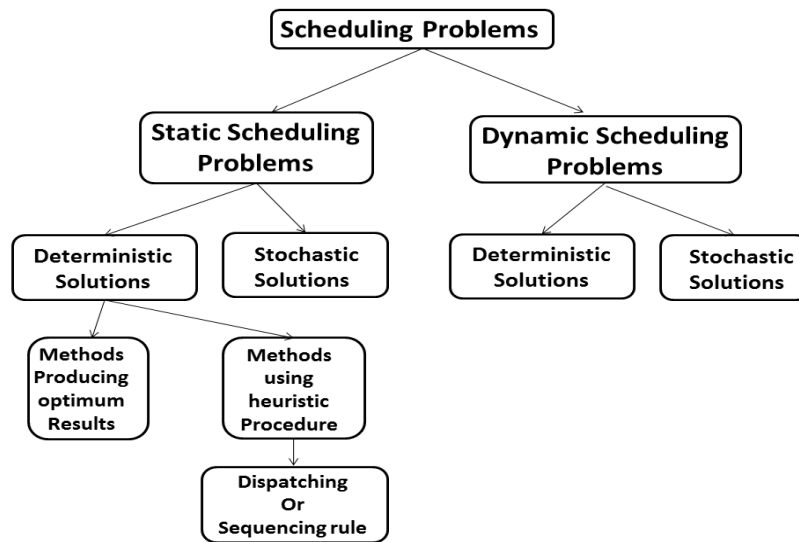 Scheduling Problems
Static Scheduling
Problems
Dynamic Scheduling
Problems
Deterministic
Solutions
Stochastic
Solutions
Deterministic
Solutions
Stochastic
Solutions
Methods
Producing
optimum
Results
Methods
using
heuristic
Procedure
Dispatching
Or
Sequencing rule